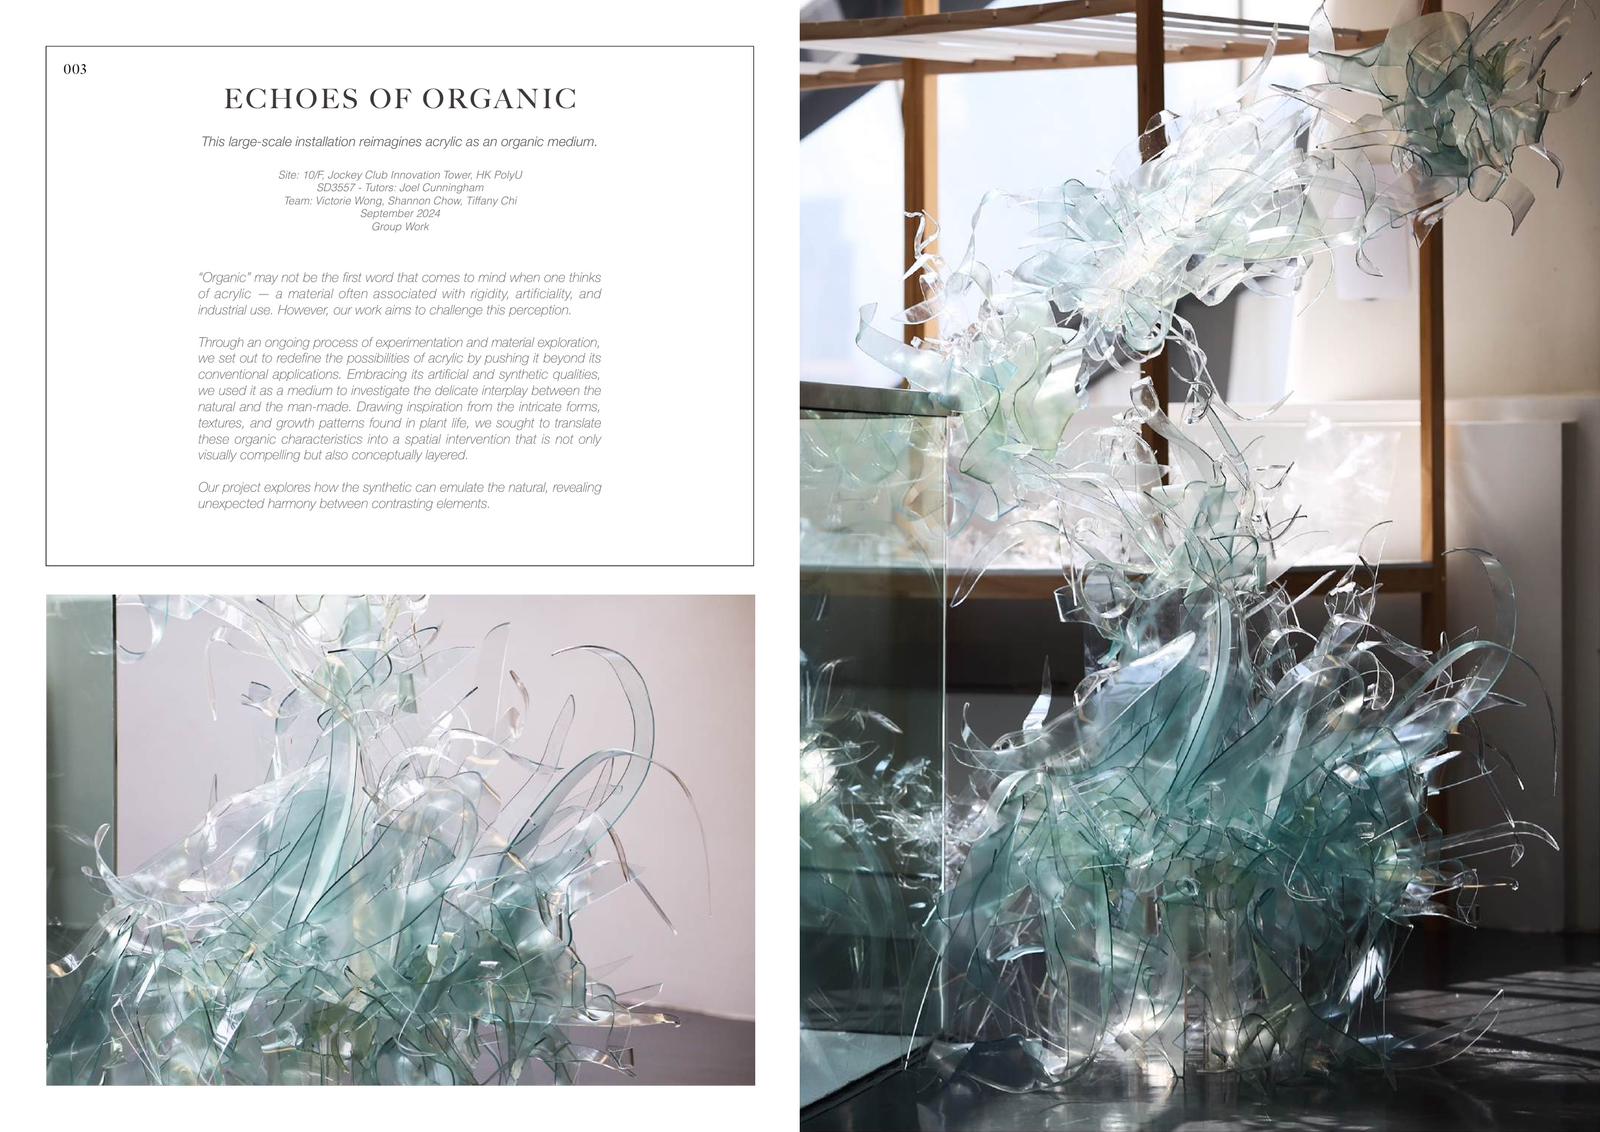 003
ECHOES OF ORGANIC
This large-scale installation reimagines acrylic as an organic medium.
Site: 10/F, Jockey Club Innovation Tower, HK PolyU
SD3557 - Tutors: Joel Cunningham
Team: Victorie Wong, Shannon Chow, Tiffany Chi
September 2024
Group Work
“Organic” may not be the first word that comes to mind when one thinks
of acrylic — a material often associated with rigidity, artificiality, and
industrial use. However, our work aims to challenge this perception.
Through an ongoing process of experimentation and material exploration,
we set out to redefine the possibilities of acrylic by pushing it beyond its
conventional applications. Embracing its artificial and synthetic qualities,
we used it as a medium to investigate the delicate interplay between the
natural and the man-made. Drawing inspiration from the intricate forms,
textures, and growth patterns found in plant life, we sought to translate
these organic characteristics into a spatial intervention that is not only
visually compelling but also conceptually layered.
Our project explores how the synthetic can emulate the natural, revealing
unexpected harmony between contrasting elements.